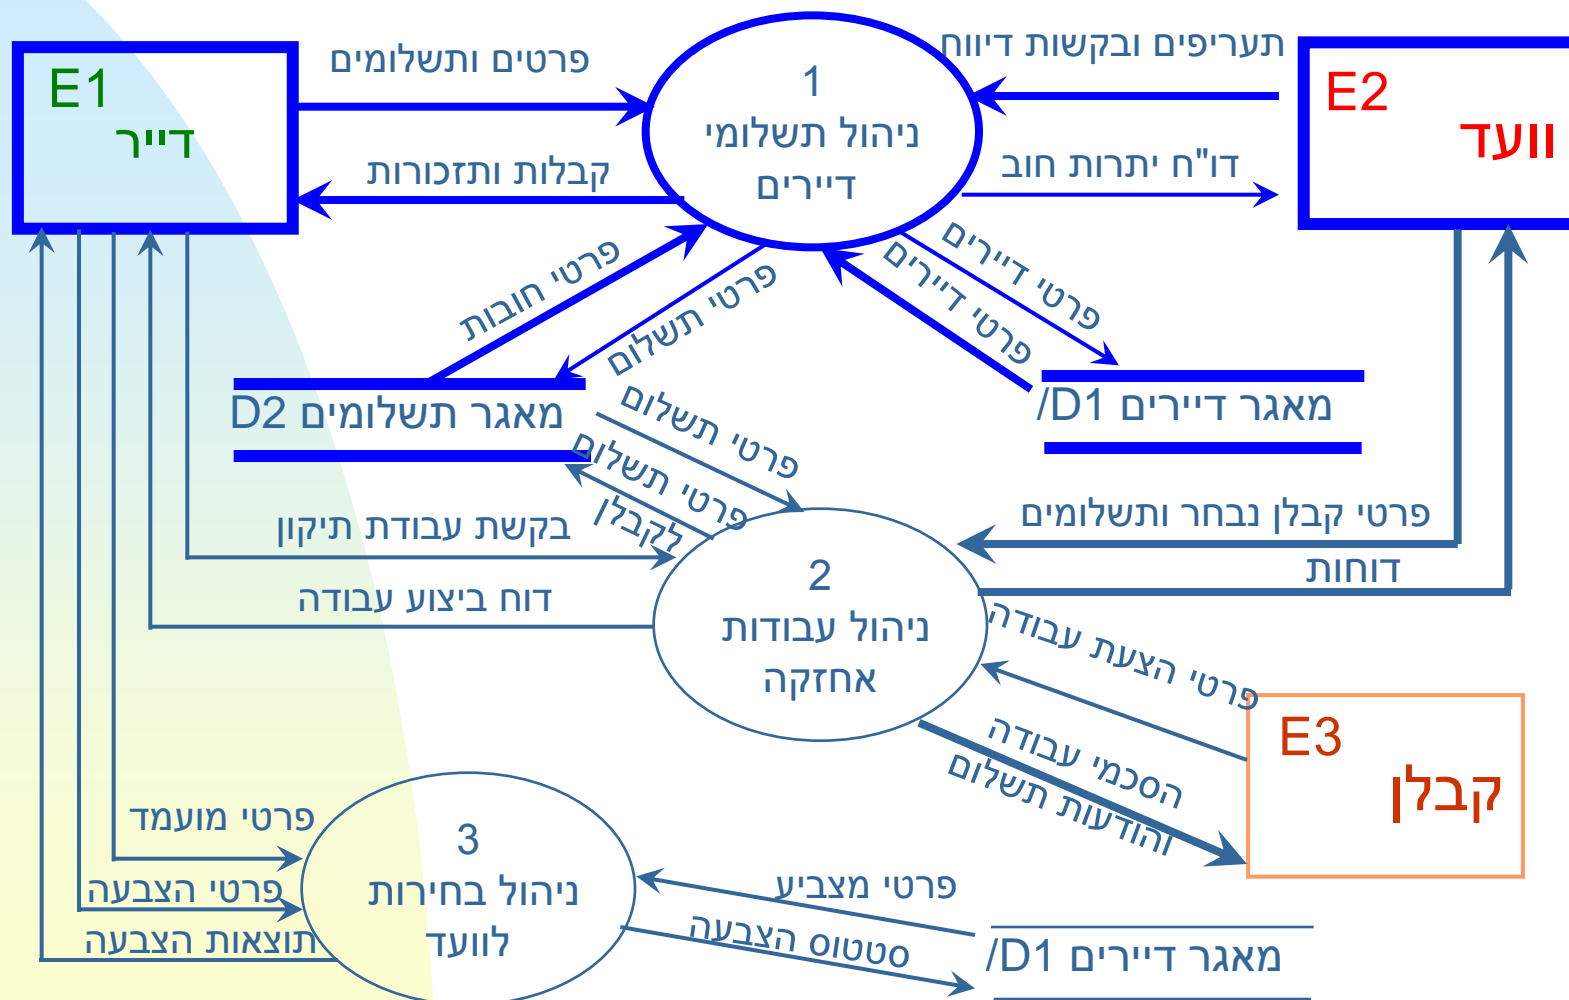 E1
דייר
פרטים ותשלומים
קבלות ותזכורות
1
ניהול תשלומי
דיירים
תעריפים ובקשות דיווח
דו"ח יתרות חוב
E2
וועד
פרטי חובות
פרטי תשלום
פרטי דיירים
פרטי דיירים
מאגר תשלומים D2
מאגר דיירים D1/
פרטי תשלום
פרטי תשלום
לקבלן
בקשת עבודת תיקון
דוח ביצוע עבודה
2
ניהול עבודות
אחזקה
פרטי קבלן נבחר ותשלומים
דוחות
פרטי הצעת עבודה
הסכמי עבודה
והודעות תשלום
E3
קבלן
פרטי מועמד
פרטי הצבעה
תוצאות הצבעה
3
ניהול בחירות
לוועד
פרטי מצביע
סטטוס הצבעה
מאגר דיירים D1/